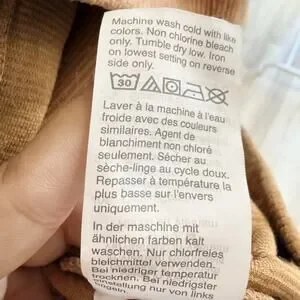 Machine wash cold with like
colors. Non chlorine bleach
only. Tumble dry low. Iron
on lowest setting on reverse
side only.
30
Laver à la machine à l'eau
froide avec des couleurs
similaires. Agent de
blanchiment non chloré
seulement. Sécher au
sèche-linge au cycle doux.
Repasser à température la
plus basse sur l'envers
uniquement.
In der maschine mit
ähnlichen farben kalt
waschen. Nur chlorfreies
bleichmittel verwenden.
Bei niedriger temperatur
trocknen. Bei niedrigster
nur von links